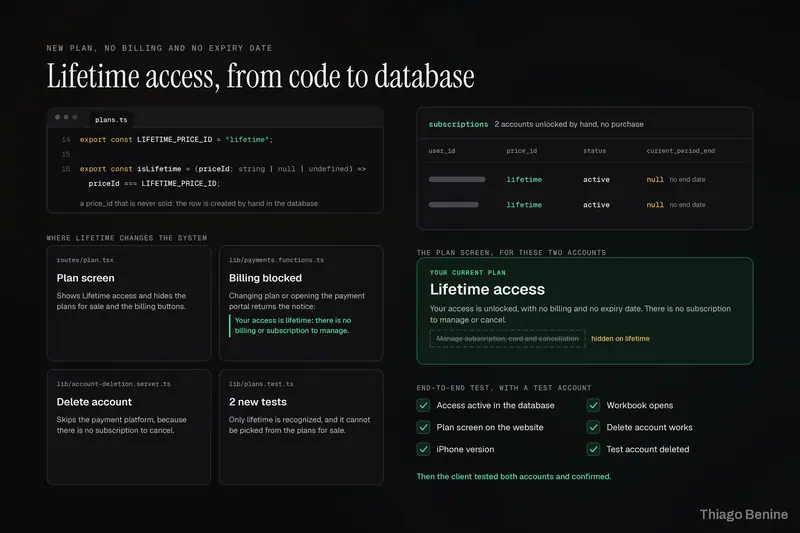 NEW PLAN, NO BILLING AND NO EXPIRY DATE
Lifetime access, from code to database
plans.ts
14 export const LIFETIME_PRICE_ID = "lifetime";
15
15 export const isLifetime = (priceId: string | null | undefined) =>
priceId === LIFETIME_PRICE_ID;
a price_id that is never sold: the row is created by hand in the database
WHERE LIFETIME CHANGES THE SYSTEM
routes/plan.tsx
Plan screen
Shows Lifetime access and hides the
plans for sale and the billing buttons.
lib/payments.functions.ts
Billing blocked
Changing plan or opening the payment
portal returns the notice:
Your access is lifetime: there is no
billing or subscription to manage.
lib/account-deletion.server.ts
Delete account
Skips the payment platform, because
there is no subscription to cancel.
lib/plans.test.ts
2 new tests
Only lifetime is recognized, and it cannot
be picked from the plans for sale.
subscriptions 2 accounts unlocked by hand, no purchase
user_id price_id status current_period_end
lifetime active null no end date
lifetime active null no end date
THE PLAN SCREEN, FOR THESE TWO ACCOUNTS
YOUR CURRENT PLAN
Lifetime access
Your access is unlocked, with no billing and no expiry date. There is no subscription
to manage or cancel.
Manage subscription, card and cancellation hidden on lifetime
END-TO-END TEST, WITH A TEST ACCOUNT
Access active in the database
Workbook opens
Plan screen on the website
Delete account works
iPhone version
Test account deleted
Then the client tested both accounts and confirmed.
Thiago Benine